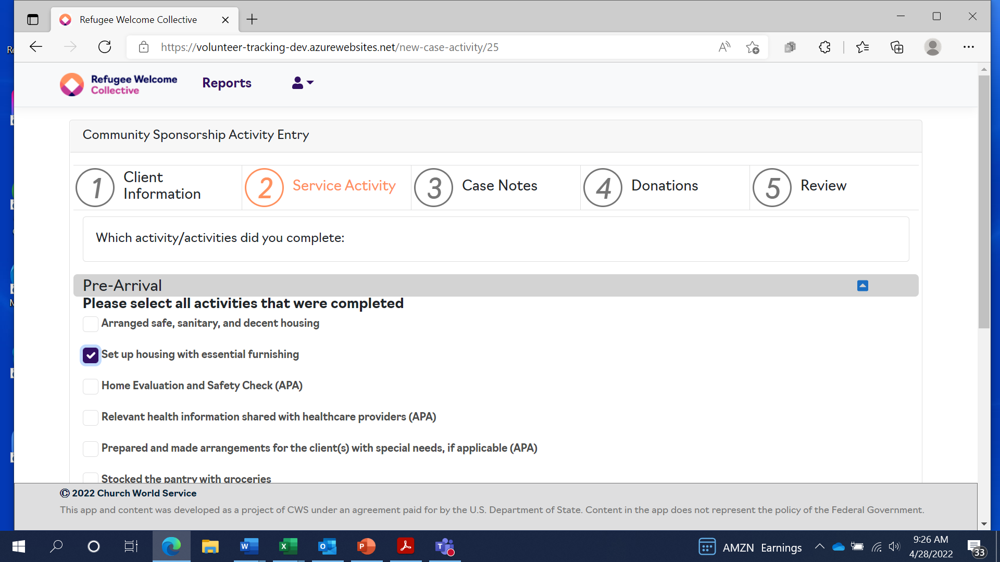 Refugee Welcome Collective
https://volunteer-tracking-dev.azurewebsites.net/new-case-activity/25
Refugee Welcome
Collective
Reports
Community Sponsorship Activity Entry
1 Client
Information
2 Service Activity
3 Case Notes
4 Donations
5 Review
Which activity/activities did you complete:
Pre-Arrival
Please select all activities that were completed
Arranged safe, sanitary, and decent housing
Set up housing with essential furnishing
Home Evaluation and Safety Check (APA)
Relevant health information shared with healthcare providers (APA)
Prepared and made arrangements for the client(s) with special needs, if applicable (APA)
Stocked the pantry with groceries
© 2022 Church World Service
This app and content was developed as a project of CWS under an agreement paid for by the U.S. Department of State. Content in the app does not represent the policy of the Federal Government.
AMZN Earnings
9:26 AM
4/28/2022
33